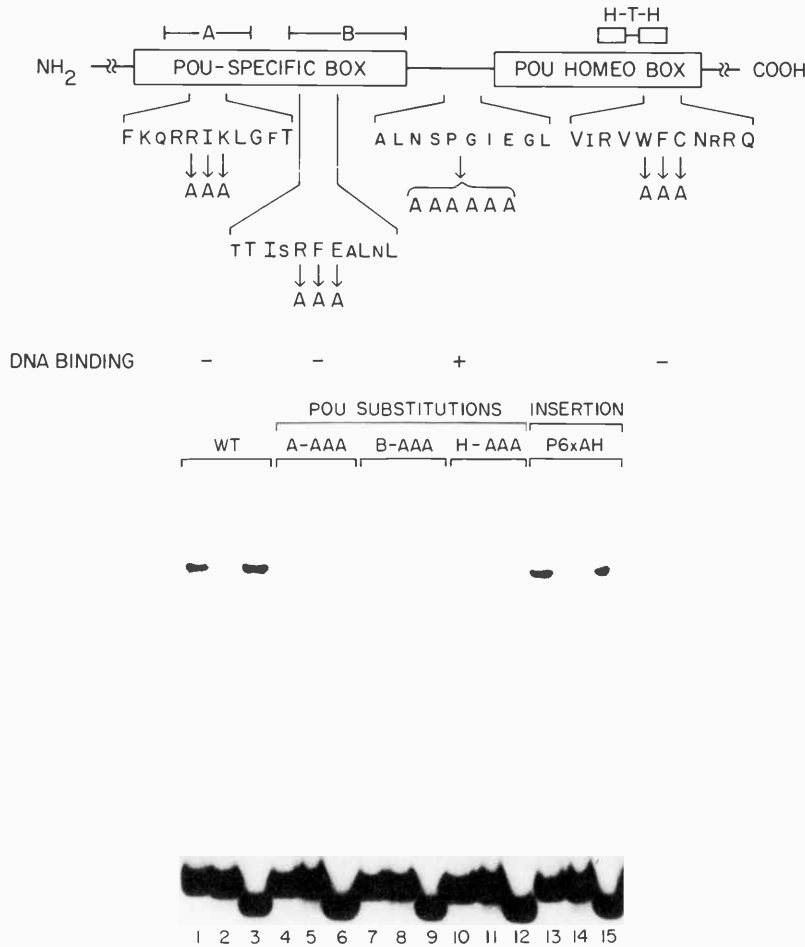 H-T-H
A B
NH2 POU-SPECIFIC BOX POU HOMEO BOX COOH
FKQRRIKLGFT ALNSPGIEGL VIRVWFCNRRQ
AAA AAAAAA AAA
TTISRFEALNL
AAA
DNA BINDING − − + −
POU SUBSTITUTIONS INSERTION
WT A-AAA B-AAA H-AAA P6xAH
1 2 3 4 5 6 7 8 9 10 11 12 13 14 15